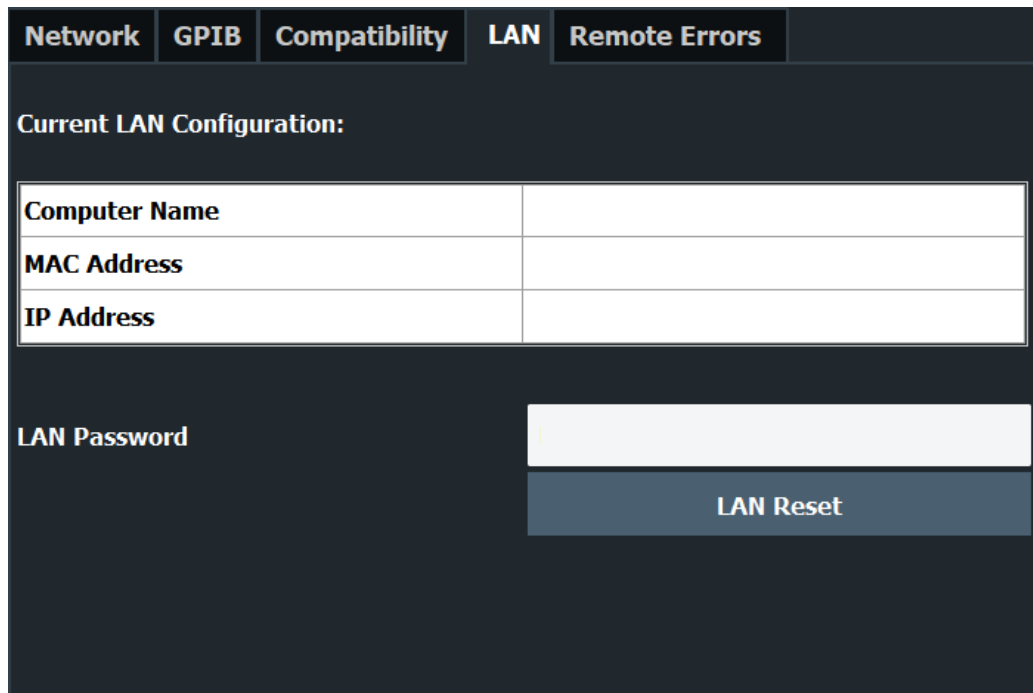 Network GPIB Compatibility LAN Remote Errors
Current LAN Configuration:
Computer Name
MAC Address
IP Address
LAN Password
LAN Reset